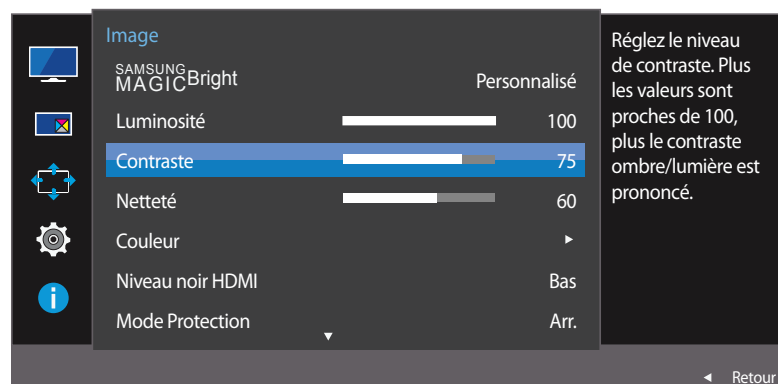 Image
SAMSUNG
MAGICBright Personnalisé
Luminosité 100
Contraste 75
Netteté 60
Couleur
Niveau noir HDMI Bas
Mode Protection Arr.
Réglez le niveau
de contraste. Plus
les valeurs sont
proches de 100,
plus le contraste
ombre/lumière est
prononcé.
Retour